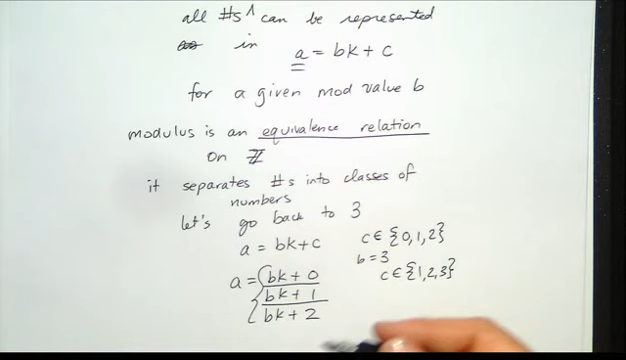 all #s ^ can be represented
in a = bk + c
for a given mod value b
modulus is an equivalence relation
on ℤ
it separates #s into classes of
numbers
let's go back to 3
a = bk + c c ∈ {0, 1, 2}
b = 3
a = { bk + 0 c ∈ {1, 2, 3}
bk + 1
bk + 2